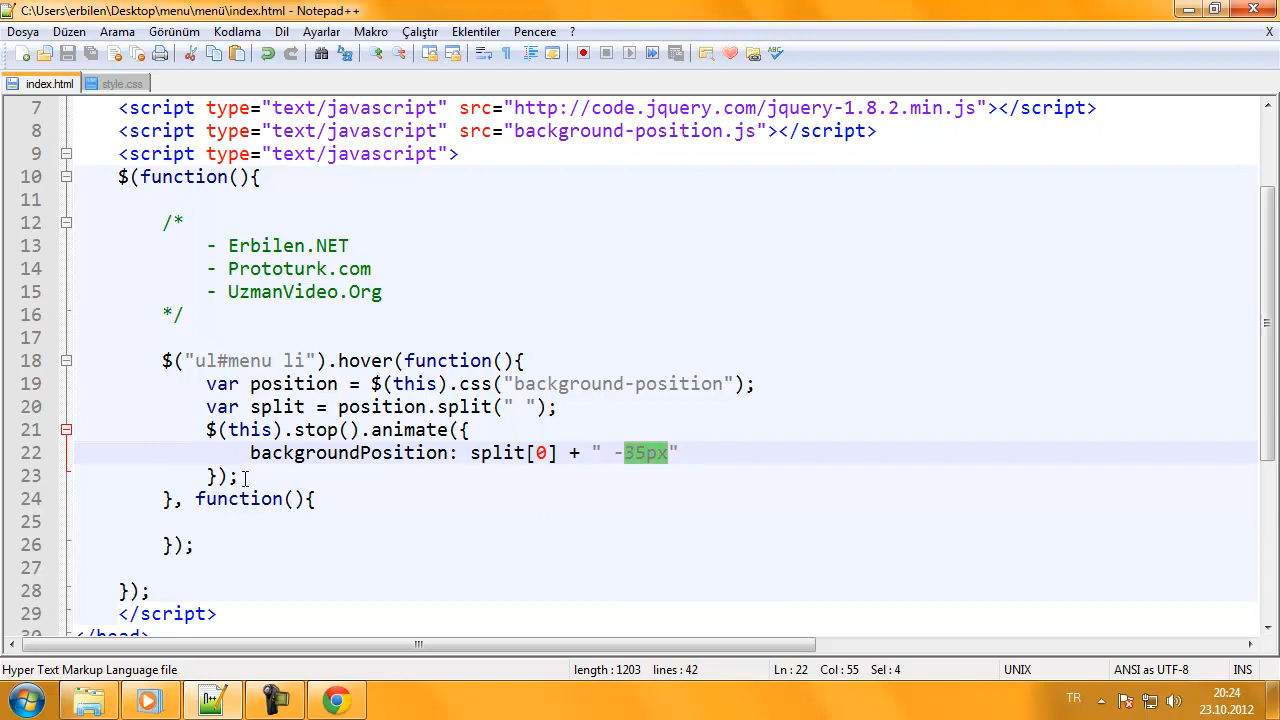 C:\Users\erbilen\Desktop\menu\menü\index.html - Notepad++
Dosya Düzen Arama Görünüm Kodlama Dil Ayarlar Makro Çalıştır Eklentiler Pencere ? X
index.html style.css
7 <script type="text/javascript" src="http://code.jquery.com/jquery-1.8.2.min.js"></script>
8 <script type="text/javascript" src="background-position.js"></script>
9 <script type="text/javascript">
10 $(function(){
11
12 /*
13 - Erbilen.NET
14 - Prototurk.com
15 - UzmanVideo.Org
16 */
17
18 $("ul#menu li").hover(function(){
19 var position = $(this).css("background-position");
20 var split = position.split(" ");
21 $(this).stop().animate({
22 backgroundPosition: split[0] + " -35px"
23 });
24 }, function(){
25
26 });
27
28 });
29 </script>
30 </head>
Hyper Text Markup Language file length : 1203 lines : 42 Ln : 22 Col : 55 Sel : 4 UNIX ANSI as UTF-8 INS
TR 20:24
23.10.2012